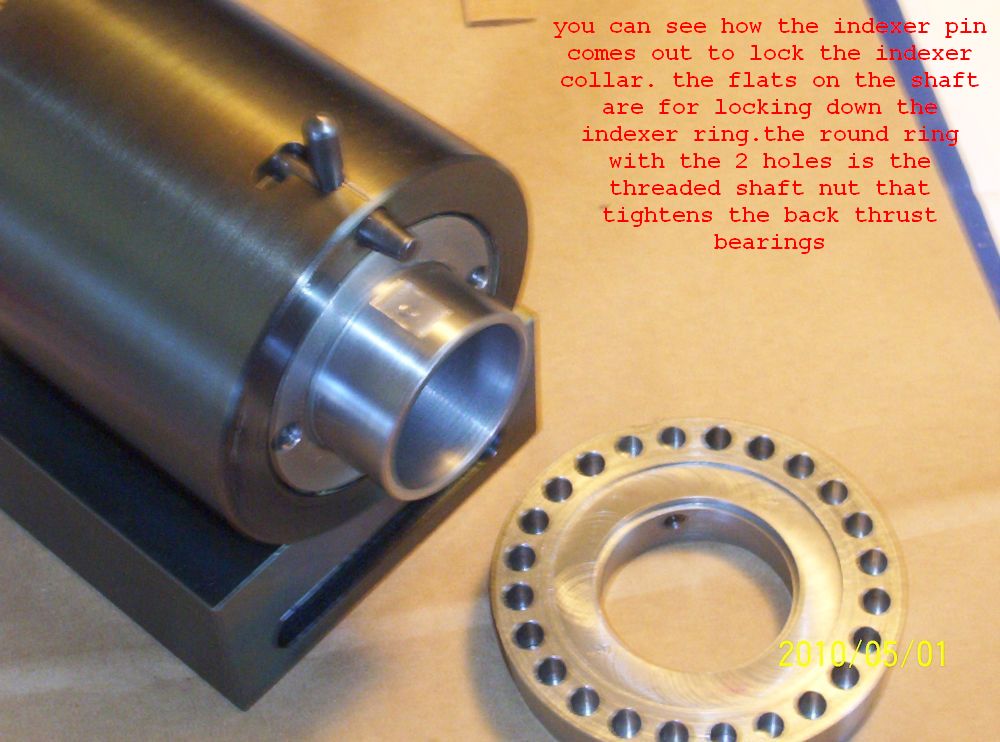 you can see how the indexer pin
comes out to lock the indexer
collar. the flats on the shaft
are for locking down the
indexer ring.the round ring
with the 2 holes is the
threaded shaft nut that
tightens the back thrust
bearings
2010/05/01